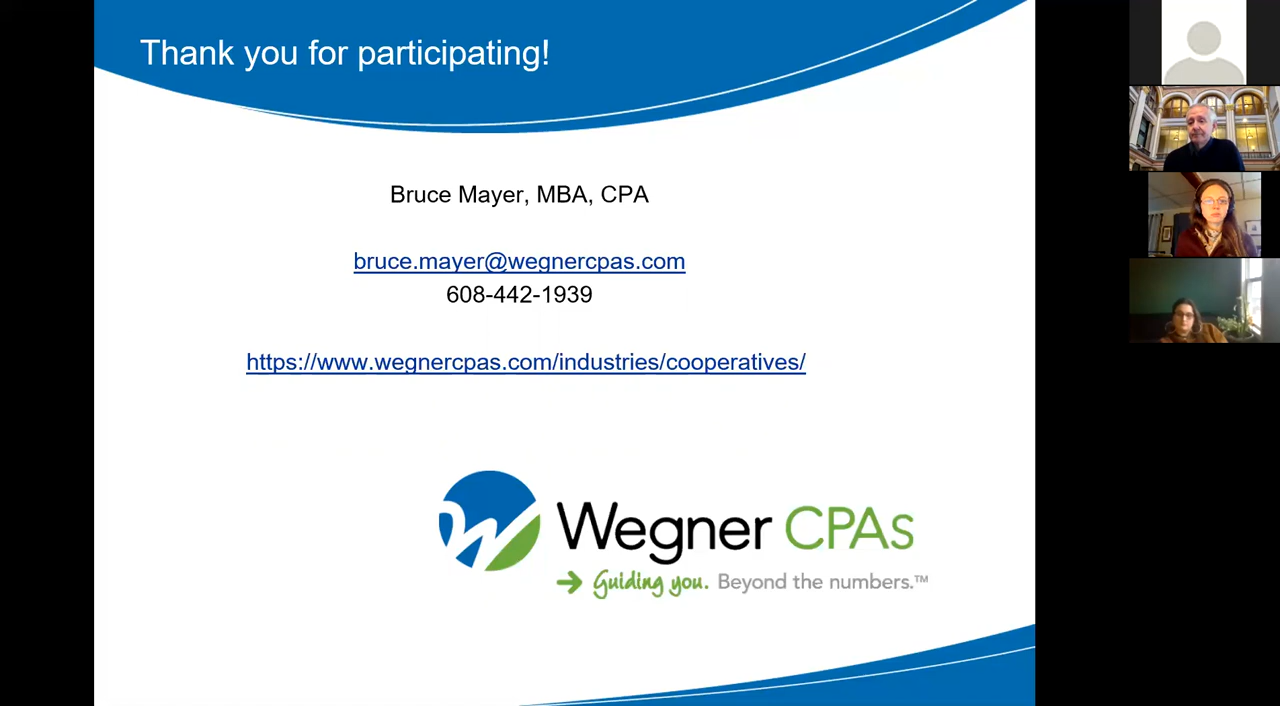 Thank you for participating!
Bruce Mayer, MBA, CPA
bruce.mayer@wegnercpas.com
608-442-1939
https://www.wegnercpas.com/industries/cooperatives/
Wegner CPAs
Guiding you. Beyond the numbers.™